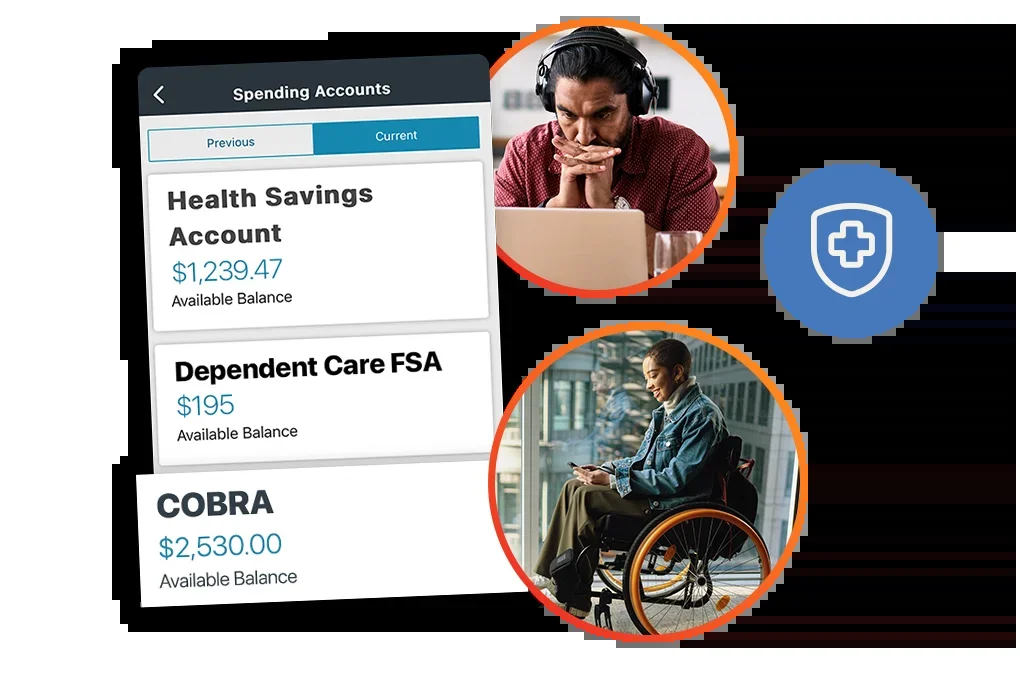 Spending Accounts
Previous
Current
Health Savings
Account
$1,239.47
Available Balance
Dependent Care FSA
$195
Available Balance
COBRA
$2,530.00
Available Balance